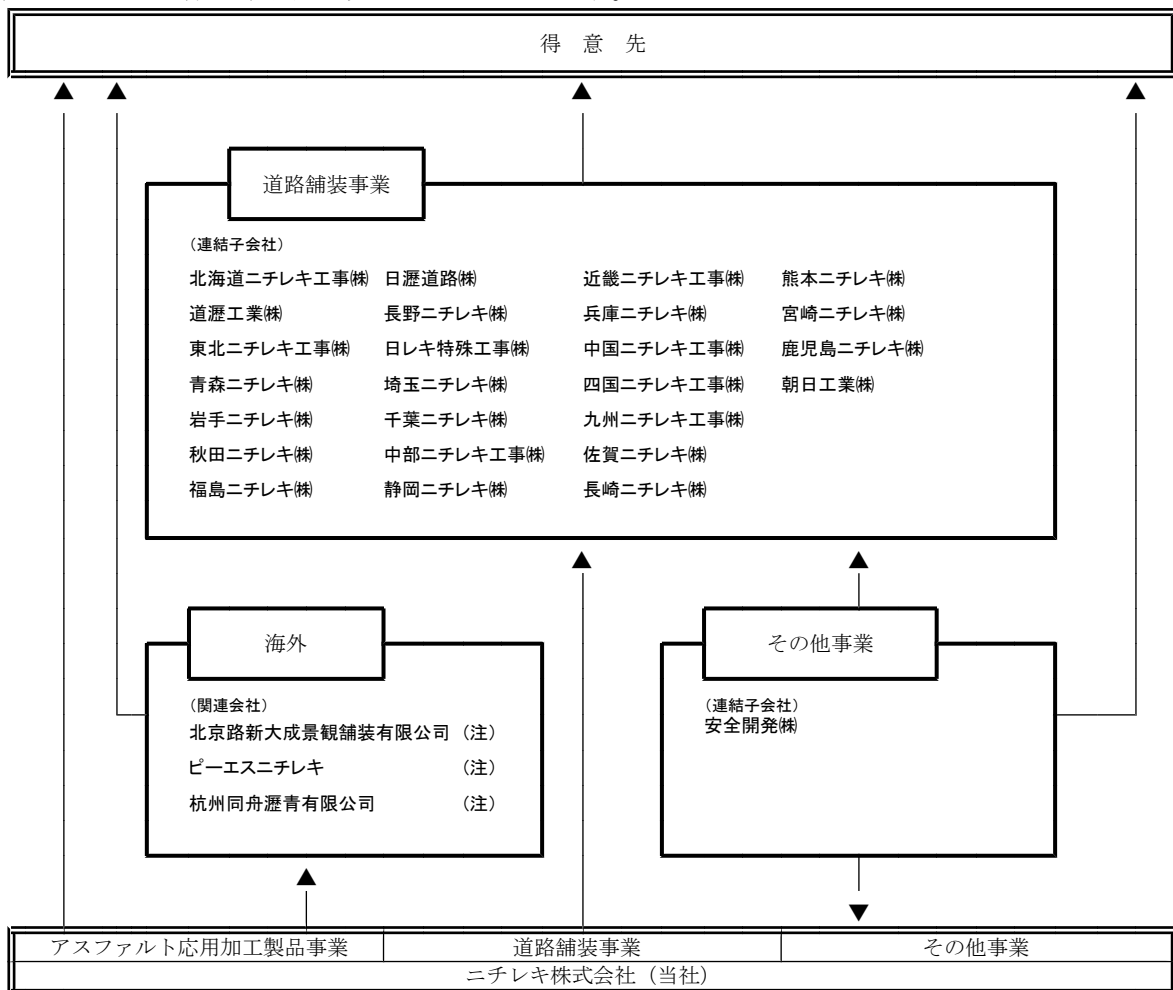 得 意 先
道路舗装事業
（連結子会社）
北海道ニチレキ工事㈱ 日瀝道路㈱ 近畿ニチレキ工事㈱ 熊本ニチレキ㈱
道瀝工業㈱ 長野ニチレキ㈱ 兵庫ニチレキ㈱ 宮崎ニチレキ㈱
東北ニチレキ工事㈱ 日レキ特殊工事㈱ 中国ニチレキ工事㈱ 鹿児島ニチレキ㈱
青森ニチレキ㈱ 埼玉ニチレキ㈱ 四国ニチレキ工事㈱ 朝日工業㈱
岩手ニチレキ㈱ 千葉ニチレキ㈱ 九州ニチレキ工事㈱
秋田ニチレキ㈱ 中部ニチレキ工事㈱ 佐賀ニチレキ㈱
福島ニチレキ㈱ 静岡ニチレキ㈱ 長崎ニチレキ㈱
海外
（関連会社）
北京路新大成景観舗装有限公司 （注）
ピーエスニチレキ （注）
杭州同舟瀝青有限公司 （注）
その他事業
（連結子会社）
安全開発㈱
アスファルト応用加工製品事業 道路舗装事業 その他事業
ニチレキ株式会社（当社）